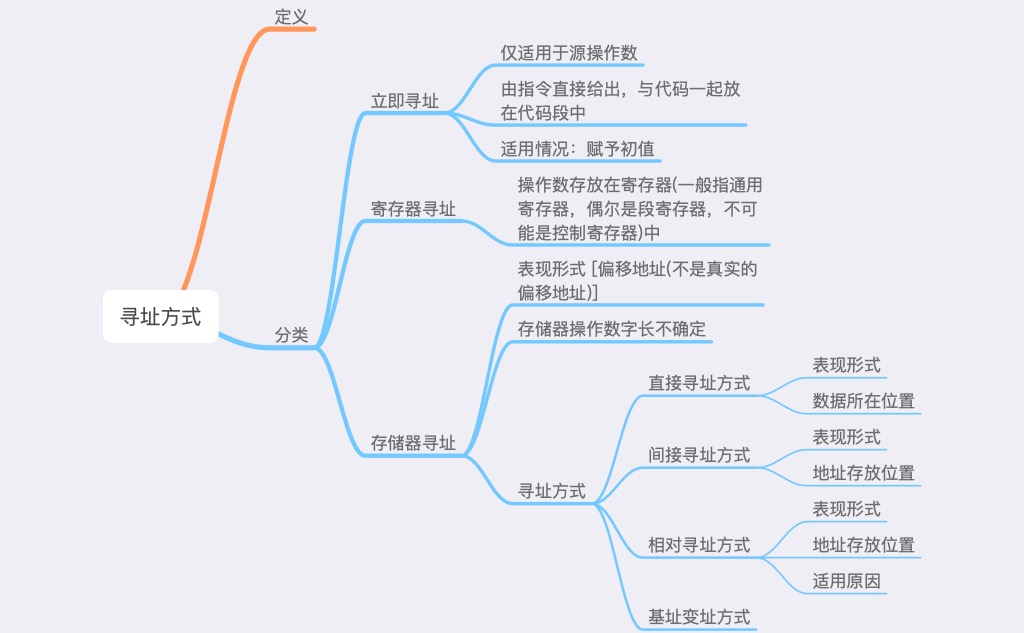 寻址方式
定义
分类
立即寻址
仅适用于源操作数
由指令直接给出，与代码一起放
在代码段中
适用情况：赋予初值
寄存器寻址
操作数存放在寄存器(一般指通用
寄存器，偶尔是段寄存器，不可
能是控制寄存器)中
存储器寻址
表现形式 [偏移地址(不是真实的
偏移地址)]
存储器操作数字长不确定
寻址方式
直接寻址方式
表现形式
数据所在位置
间接寻址方式
表现形式
地址存放位置
相对寻址方式
表现形式
地址存放位置
适用原因
基址变址方式